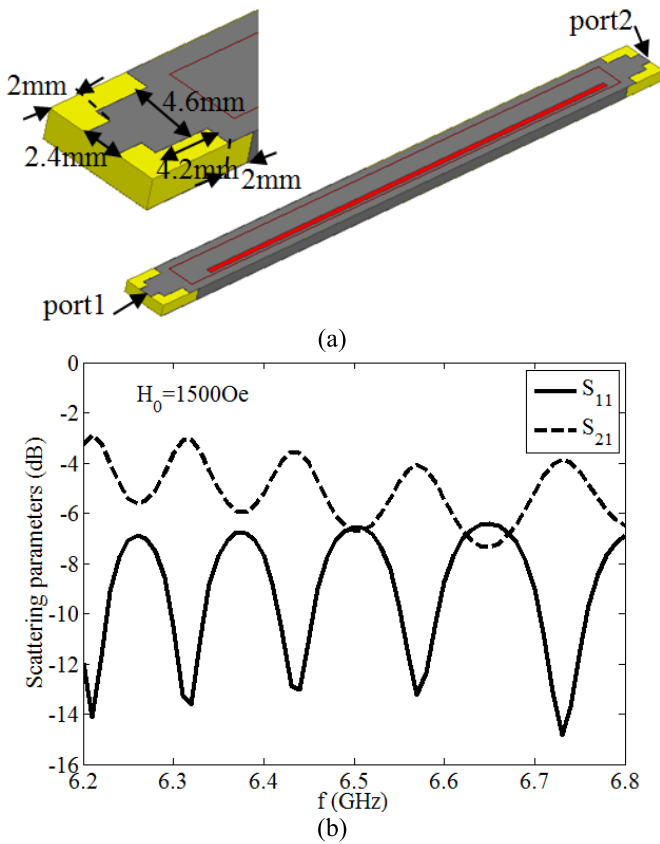 port2
2mm
4.6mm
2.4mm
4.2mm
2mm
port1
(a)
0
-2
-4
-6
-8
-10
-12
-14
-16
Scattering parameters (dB)
H₀=1500Oe
S₁₁
S₂₁
6.2 6.3 6.4 6.5 6.6 6.7 6.8
f (GHz)
(b)